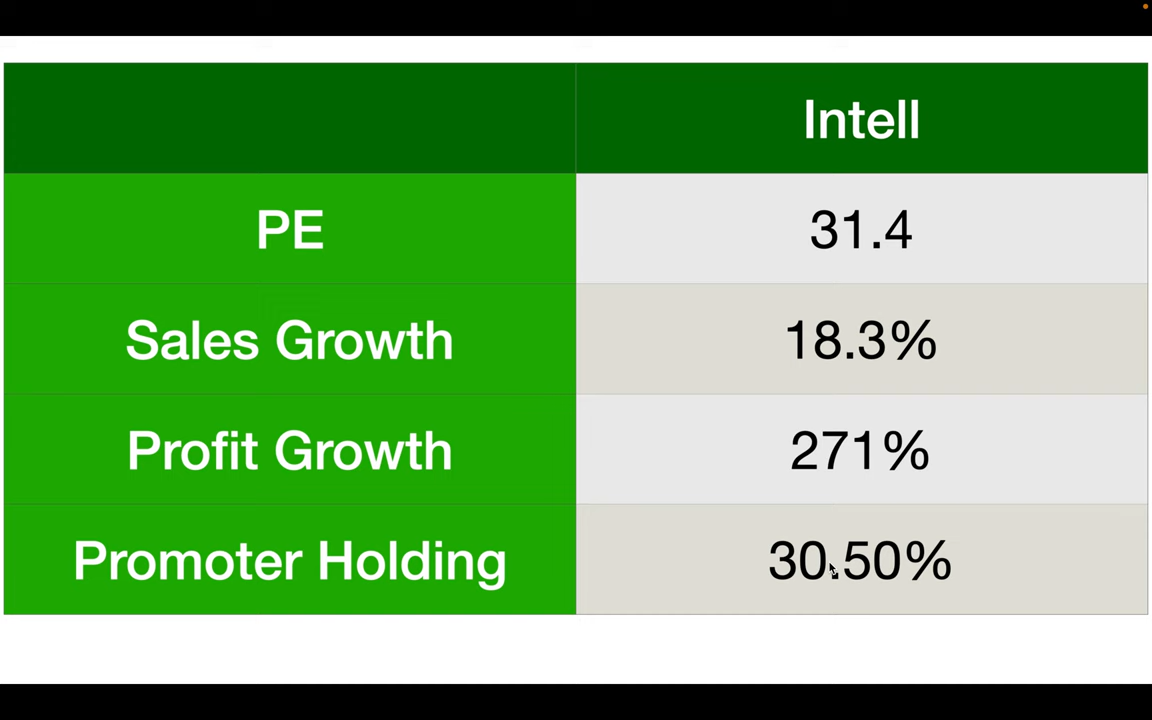 Intell
PE 31.4
Sales Growth 18.3%
Profit Growth 271%
Promoter Holding 30.50%